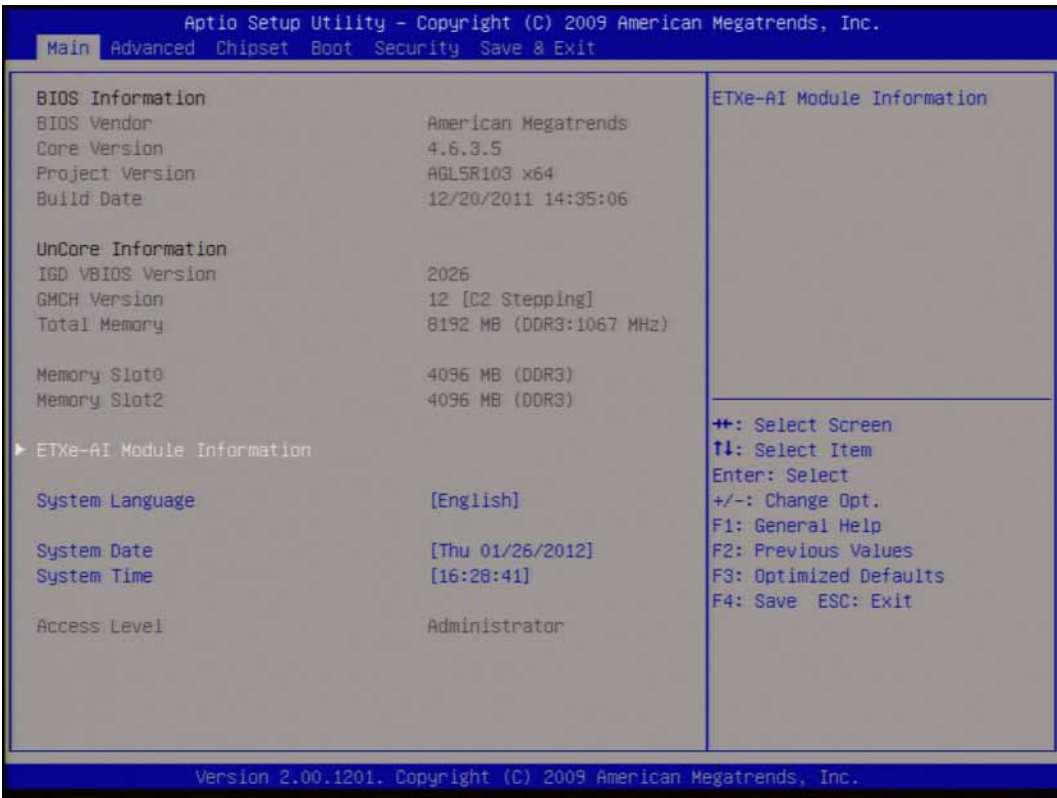 Aptio Setup Utility – Copyright (C) 2009 American Megatrends, Inc.
Main Advanced Chipset Boot Security Save & Exit
BIOS Information
BIOS Vendor American Megatrends
Core Version 4.6.3.5
Project Version AGL5R103 x64
Build Date 12/20/2011 14:35:06
UnCore Information
IGD VBIOS Version 2026
GMCH Version 12 [C2 Stepping]
Total Memory 8192 MB (DDR3:1067 MHz)
Memory Slot0 4096 MB (DDR3)
Memory Slot2 4096 MB (DDR3)
► ETXe-AI Module Information
System Language [English]
System Date [Thu 01/26/2012]
System Time [16:28:41]
Access Level Administrator
ETXe-AI Module Information
→←: Select Screen
↑↓: Select Item
Enter: Select
+/-: Change Opt.
F1: General Help
F2: Previous Values
F3: Optimized Defaults
F4: Save ESC: Exit
Version 2.00.1201. Copyright (C) 2009 American Megatrends, Inc.